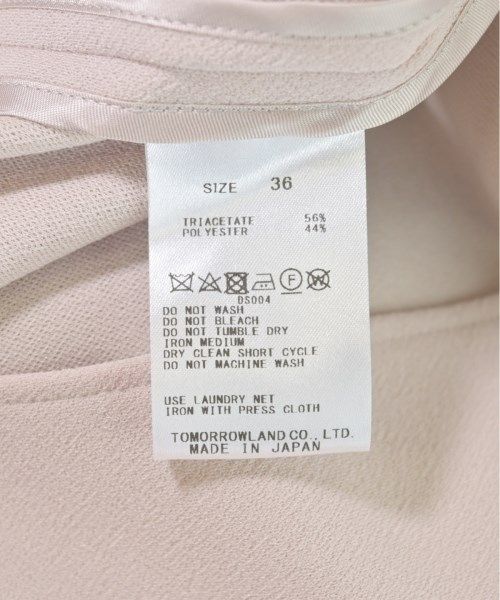 SIZE 36
TRIACETATE 56%
POLYESTER 44%
F W
DS004
DO NOT WASH
DO NOT BLEACH
DO NOT TUMBLE DRY
IRON MEDIUM
DRY CLEAN SHORT CYCLE
DO NOT MACHINE WASH
USE LAUNDRY NET
IRON WITH PRESS CLOTH
TOMORROWLAND CO., LTD.
MADE IN JAPAN